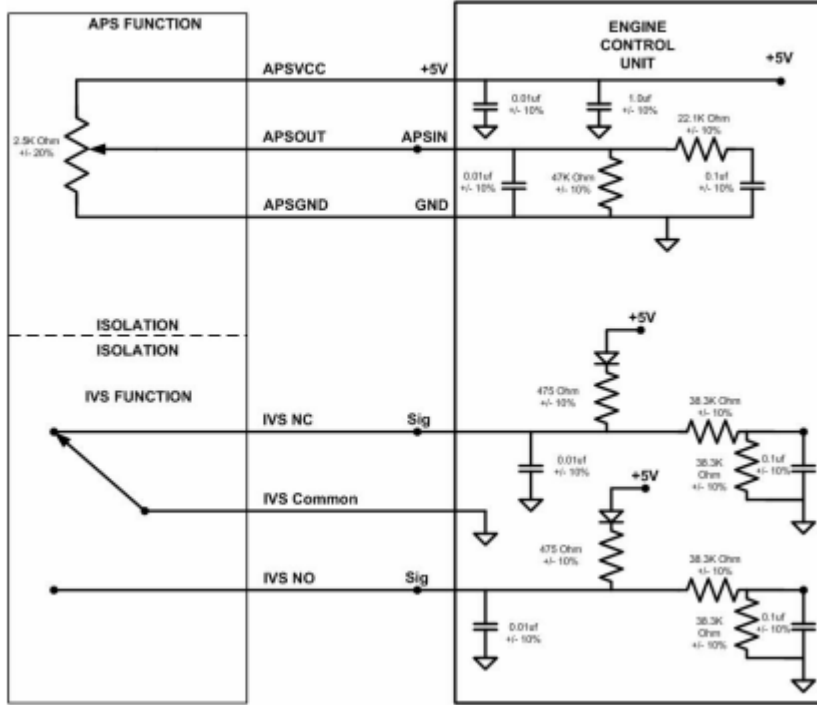 APS FUNCTION
ENGINE
CONTROL
UNIT
APSVCC
+5V
+5V
0.01uf
+/- 10%
1.0uf
+/- 10%
22.1K Ohm
+/- 10%
2.5K Ohm
+/- 20%
APSOUT
APSIN
0.01uf
+/- 10%
47K Ohm
+/- 10%
0.1uf
+/- 10%
APSGND
GND
ISOLATION
ISOLATION
+5V
IVS FUNCTION
475 Ohm
+/- 10%
38.3K Ohm
+/- 10%
IVS NC
Sig
0.01uf
+/- 10%
38.3K
Ohm
+/- 10%
0.1uf
+/- 10%
+5V
IVS Common
475 Ohm
+/- 10%
38.3K Ohm
+/- 10%
IVS NO
Sig
0.01uf
+/- 10%
38.3K
Ohm
+/- 10%
0.1uf
+/- 10%